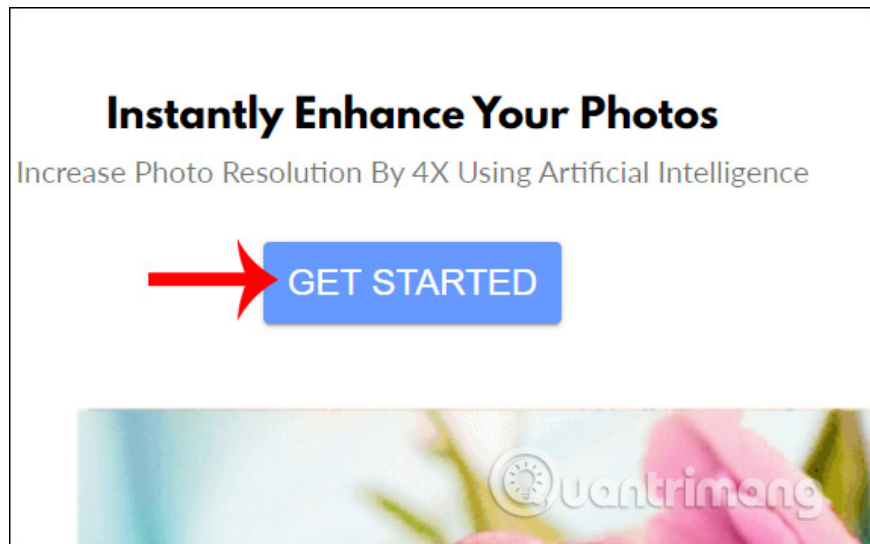 Instantly Enhance Your Photos
Increase Photo Resolution By 4X Using Artificial Intelligence
GET STARTED
Quantrimang